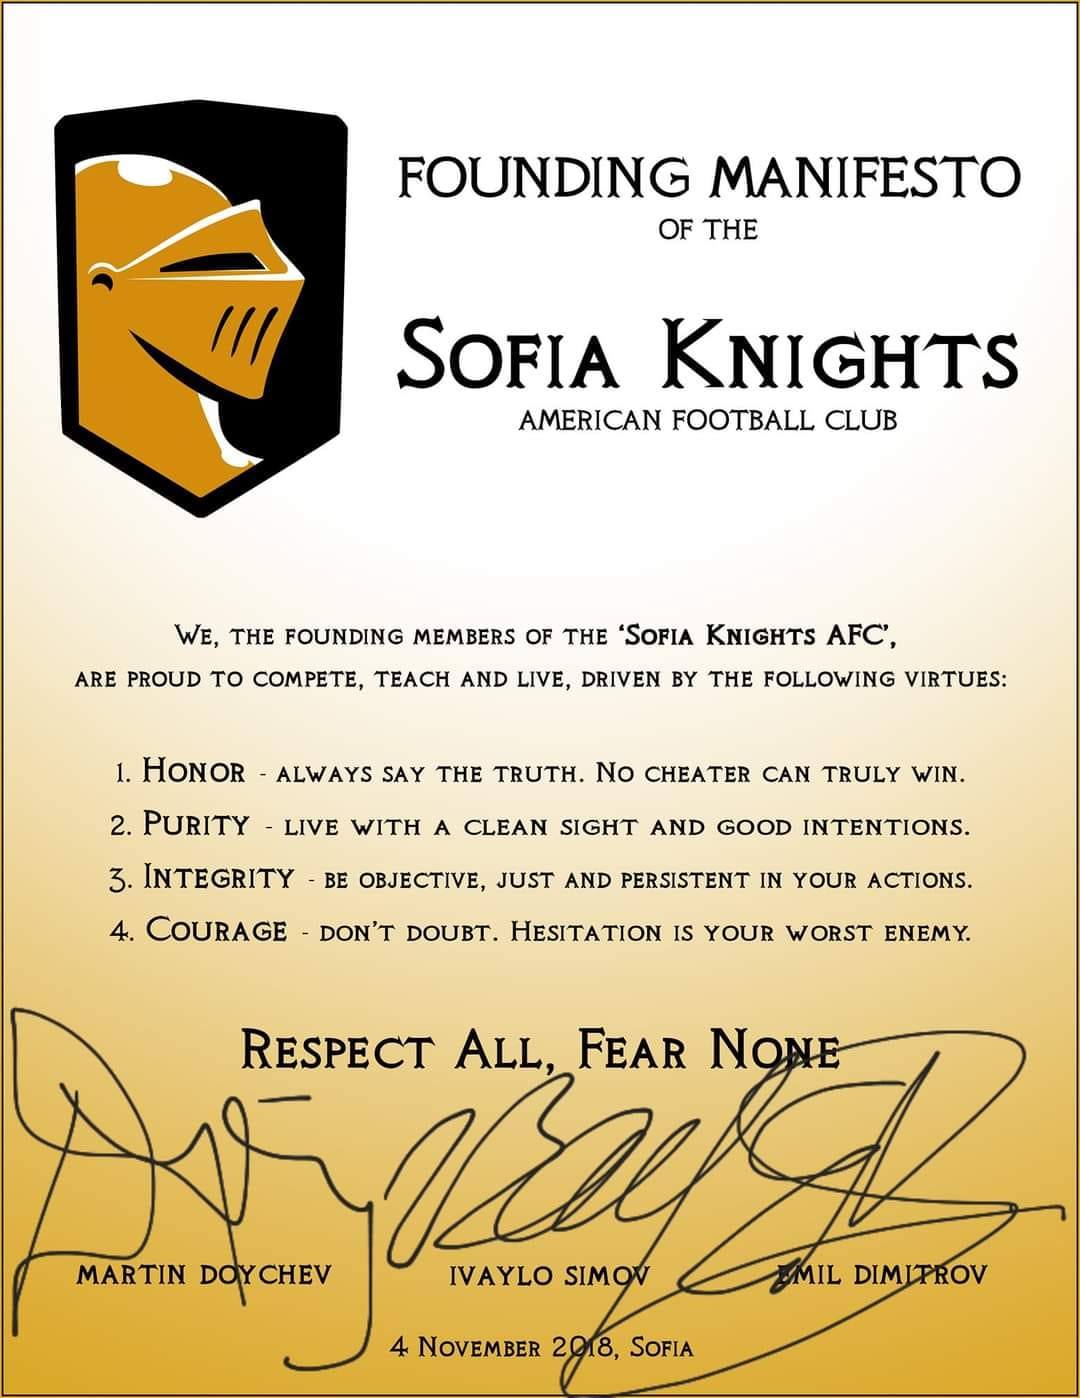 FOUNDING MANIFESTO
OF THE
SOFIA KNIGHTS
AMERICAN FOOTBALL CLUB
WE, THE FOUNDING MEMBERS OF THE ‘SOFIA KNIGHTS AFC’,
ARE PROUD TO COMPETE, TEACH AND LIVE, DRIVEN BY THE FOLLOWING VIRTUES:
1. HONOR - ALWAYS SAY THE TRUTH. NO CHEATER CAN TRULY WIN.
2. PURITY - LIVE WITH A CLEAN SIGHT AND GOOD INTENTIONS.
3. INTEGRITY - BE OBJECTIVE, JUST AND PERSISTENT IN YOUR ACTIONS.
4. COURAGE - DON’T DOUBT. HESITATION IS YOUR WORST ENEMY.
RESPECT ALL, FEAR NONE
MARTIN DOYCHEV IVAYLO SIMOV EMIL DIMITROV
4 NOVEMBER 2018, SOFIA